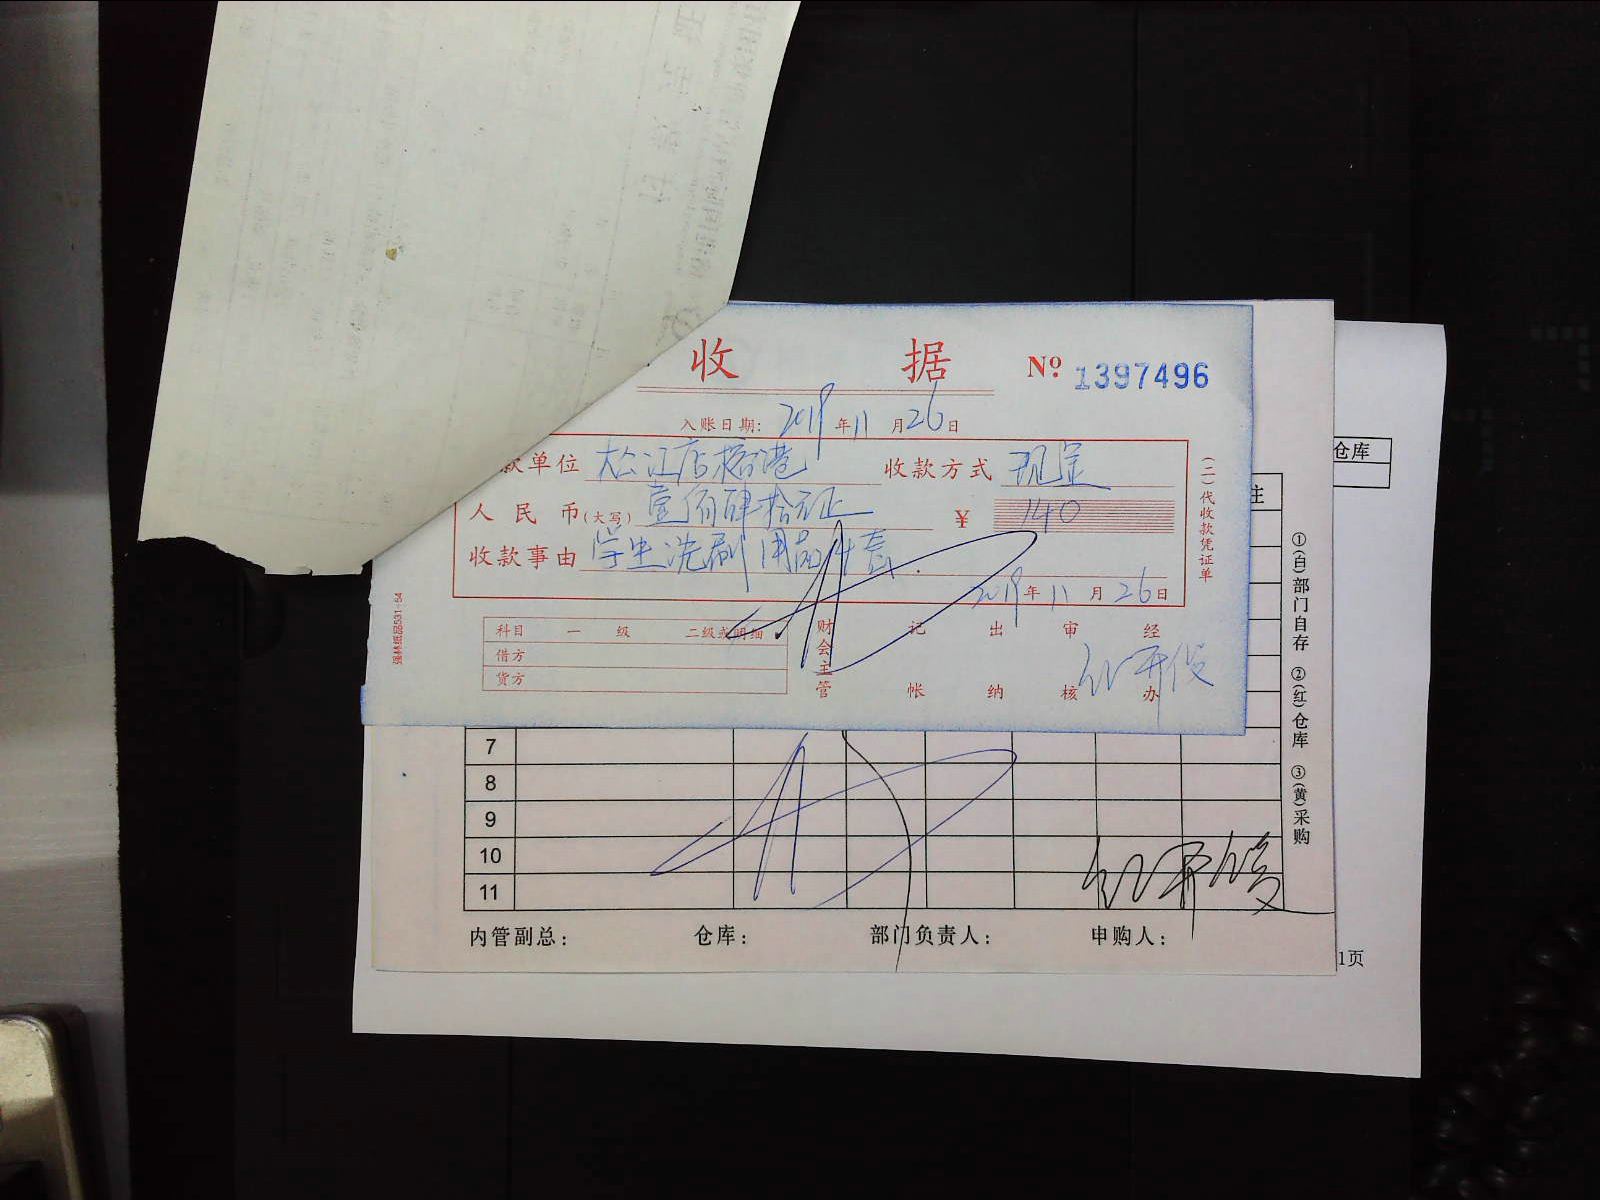 收 据 Nº 1397496
入账日期: 2019年11月26日
款单位 松江店 收款方式 现金
人民币(大写) 壹佰肆拾元正 ¥ 140
收款事由 学生洗刷用品4套.
2019年11月26日
(二)代收款凭证单
科目 一级 二级或明细
借方
贷方
财会主管 记帐 出纳 审核 经办
仓库
注
7
8
9
10
11
内管副总: 仓库: 部门负责人: 申购人:
①(白)部门自存 ②(红)仓库 ③(黄)采购
1页